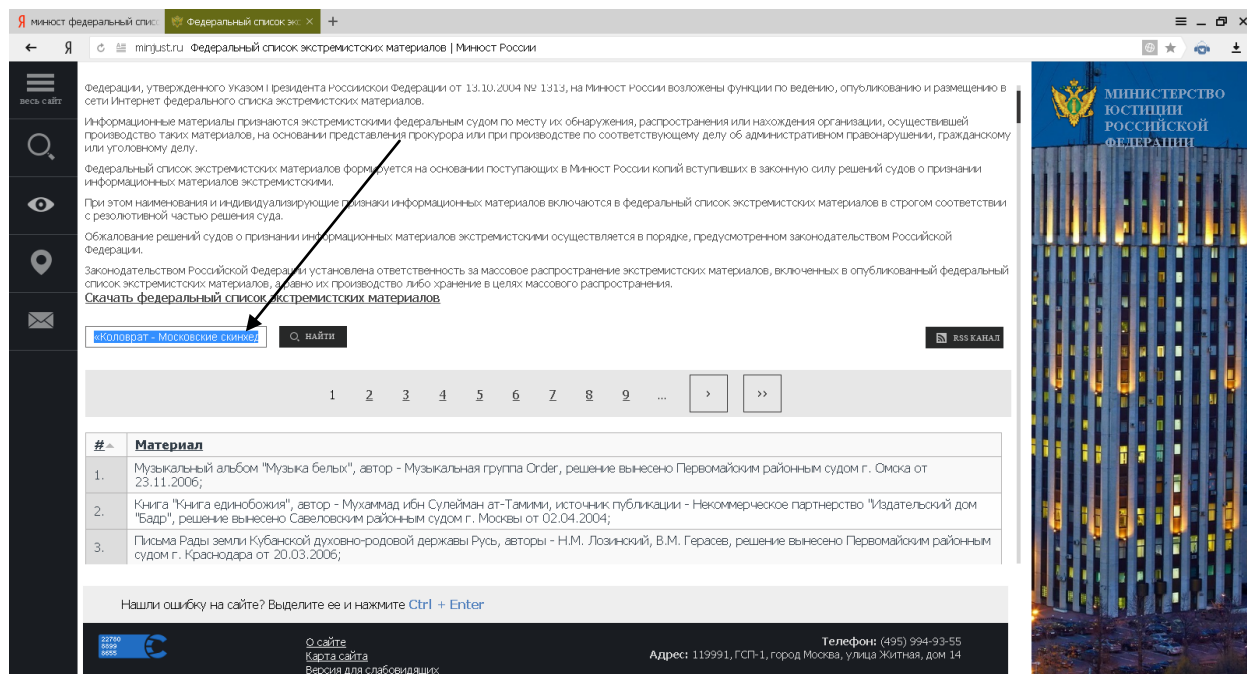 Я минюст федеральный списо
Федеральный список экс × +
← Я minjust.ru Федеральный список экстремистских материалов | Минюст России
весь сайт
МИНИСТЕРСТВО
ЮСТИЦИИ
РОССИЙСКОЙ
ФЕДЕРАЦИИ
Федерации, утвержденного Указом Президента Российской Федерации от 13.10.2004 № 1313, на Минюст России возложены функции по ведению, опубликованию и размещению в
сети Интернет федерального списка экстремистских материалов.
Информационные материалы признаются экстремистскими федеральным судом по месту их обнаружения, распространения или нахождения организации, осуществившей
производство таких материалов, на основании представления прокурора или при производстве по соответствующему делу об административном правонарушении, гражданскому
или уголовному делу.
Федеральный список экстремистских материалов формируется на основании поступающих в Минюст России копий вступивших в законную силу решений судов о признании
информационных материалов экстремистскими.
При этом наименования и индивидуализирующие признаки информационных материалов включаются в федеральный список экстремистских материалов в строгом соответствии
с резолютивной частью решения суда.
Обжалование решений судов о признании информационных материалов экстремистскими осуществляется в порядке, предусмотренном законодательством Российской
Федерации.
Законодательством Российской Федерации установлена ответственность за массовое распространение экстремистских материалов, включенных в опубликованный федеральный
список экстремистских материалов, а равно их производство либо хранение в целях массового распространения.
Скачать федеральный список экстремистских материалов
«Коловрат - Московские скинхед НАЙТИ RSS КАНАЛ
1 2 3 4 5 6 7 8 9 ... › ››
# Материал
1. Музыкальный альбом "Музыка белых", автор - Музыкальная группа Order, решение вынесено Первомайским районным судом г. Омска от
23.11.2006;
2. Книга "Книга единобожия", автор - Мухаммад ибн Сулейман ат-Тамими, источник публикации - Некоммерческое партнерство "Издательский дом
"Бадр", решение вынесено Савеловским районным судом г. Москвы от 02.04.2004;
3. Письма Рады земли Кубанской духовно-родовой державы Русь, авторы - Н.М. Лозинский, В.М. Герасев, решение вынесено Первомайским районным
судом г. Краснодара от 20.03.2006;
Нашли ошибку на сайте? Выделите ее и нажмите Ctrl + Enter
22780
8899
8655
О сайте
Карта сайта
Версия для слабовидящих
Телефон: (495) 994-93-55
Адрес: 119991, ГСП-1, город Москва, улица Житная, дом 14